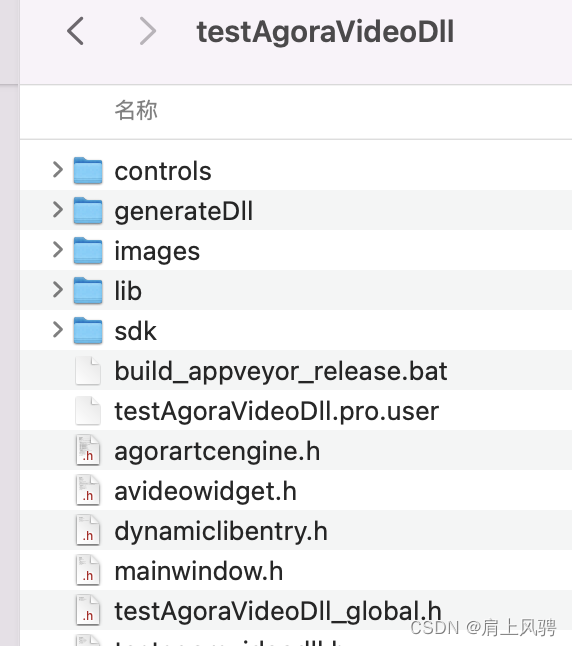 testAgoraVideoDll
名称
controls
generateDll
images
lib
sdk
build_appveyor_release.bat
testAgoraVideoDll.pro.user
agorartcengine.h
avideowidget.h
dynamiclibentry.h
mainwindow.h
testAgoraVideoDll_global.h
CSDN @肩上风骋